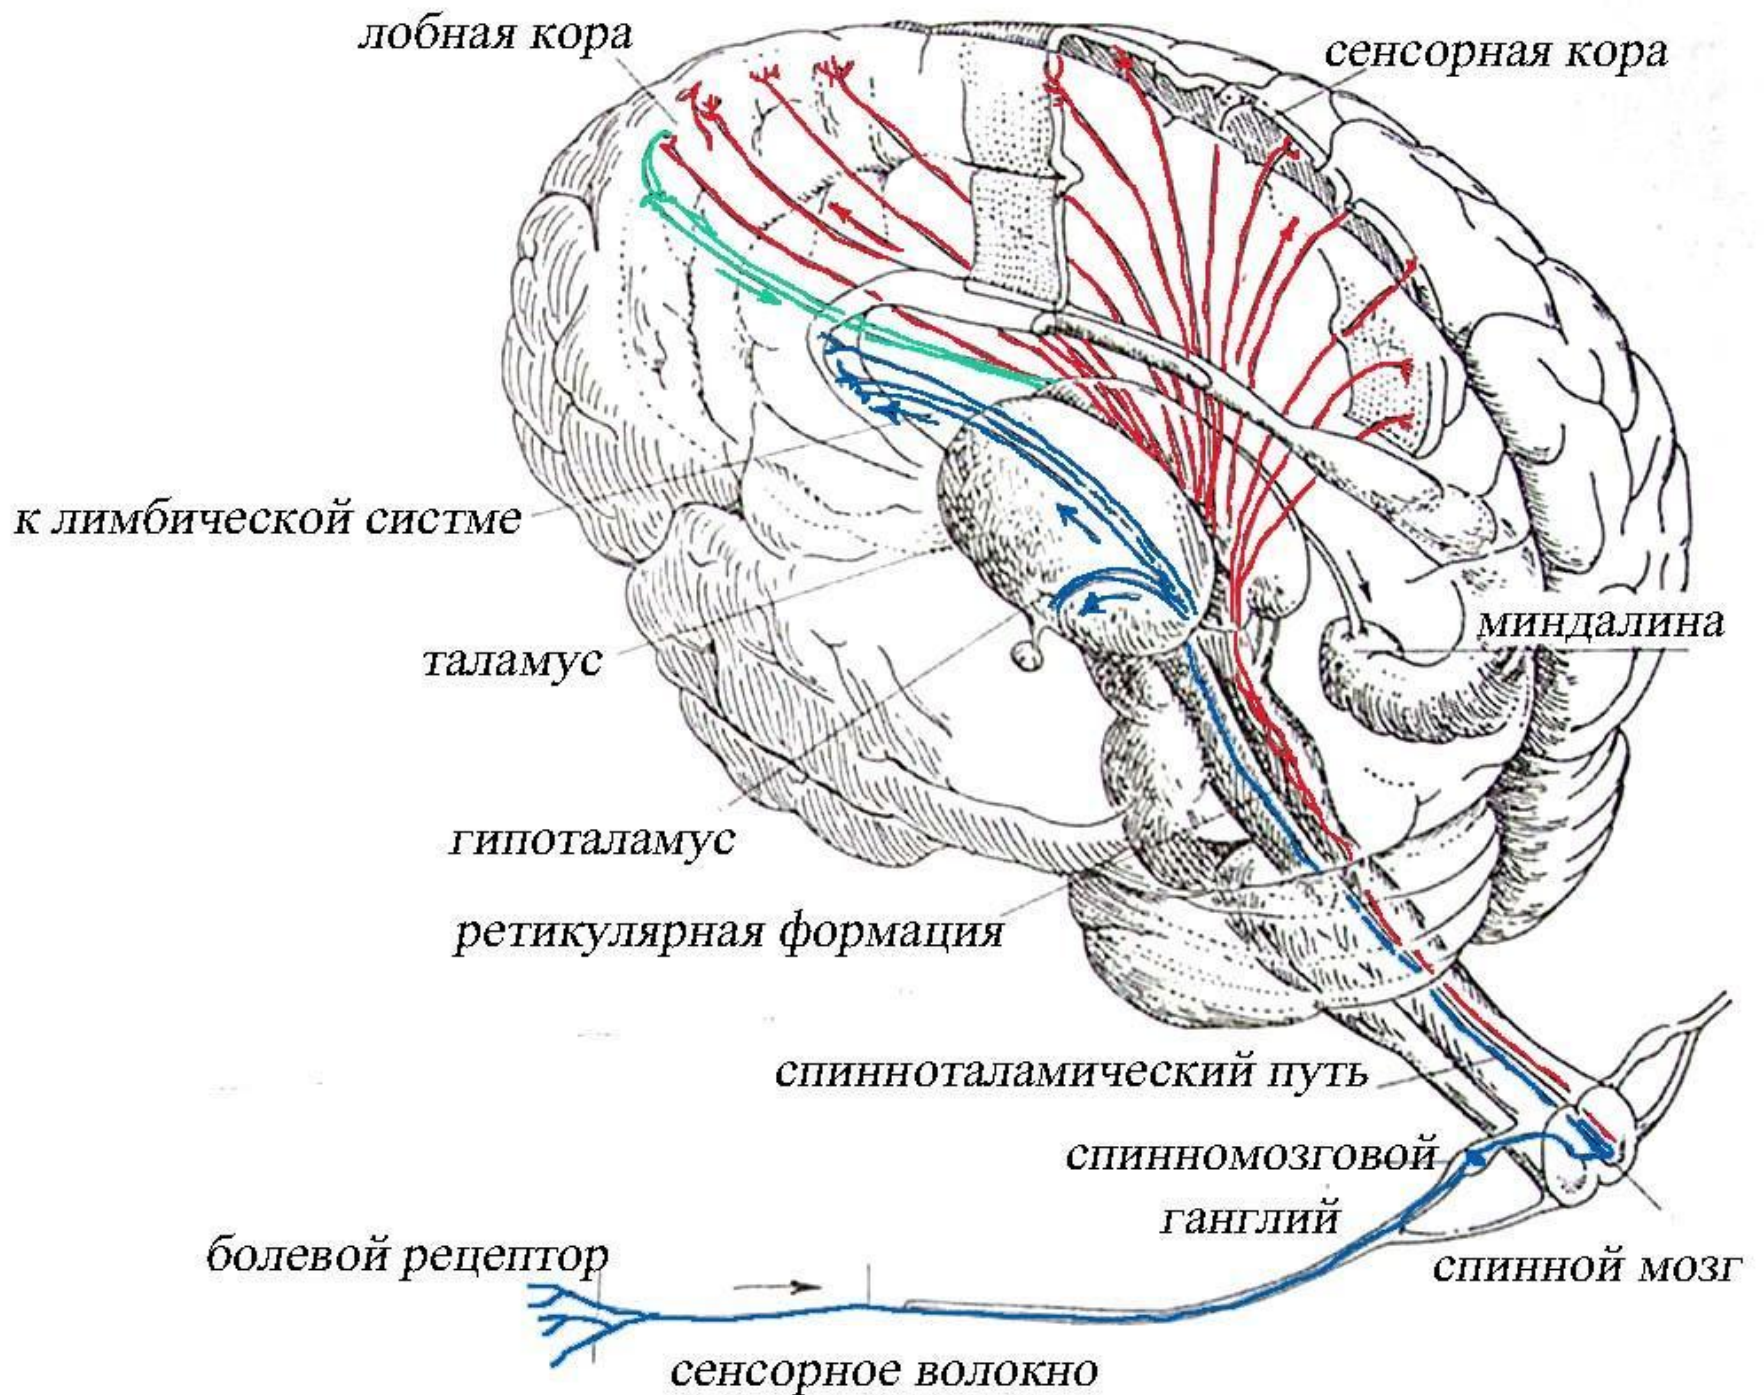 лобная кора
сенсорная кора
к лимбической систме
миндалина
таламус
гипоталамус
ретикулярная формация
спинноталамический путь
спинномозговой
ганглий
болевой рецептор
спинной мозг
сенсорное волокно